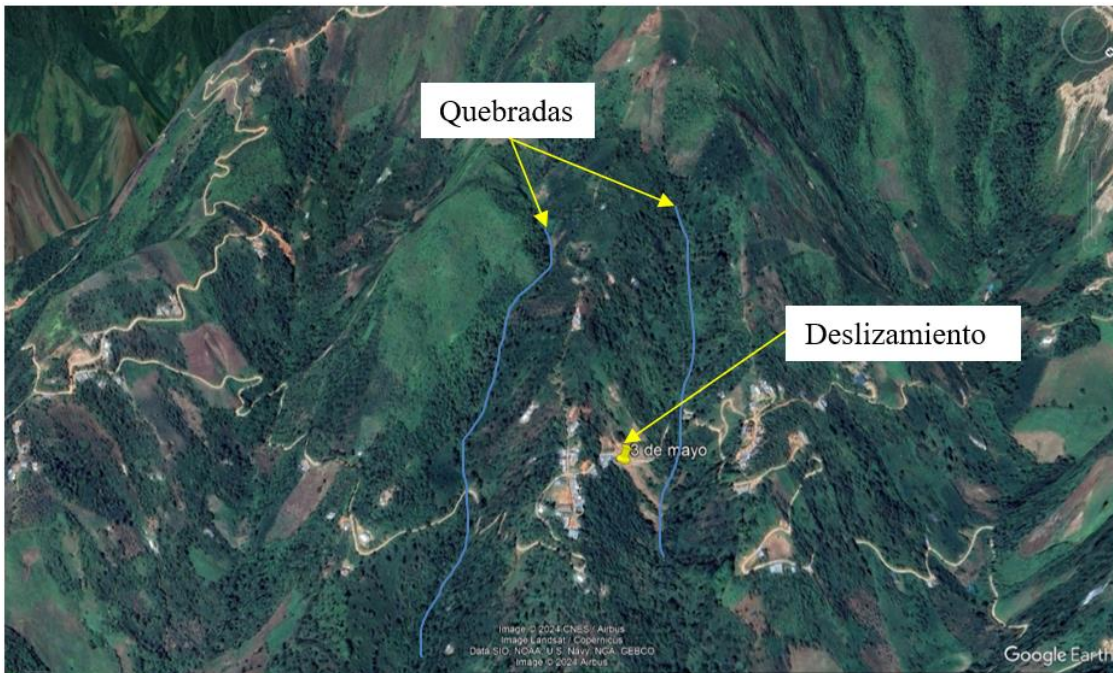 Quebradas
Deslizamiento
3 de mayo
Image © 2024 CNES / Airbus
Image Landsat / Copernicus
Data SIO, NOAA, U.S. Navy, NGA, GEBCO
Image © 2024 Airbus
Google Earth